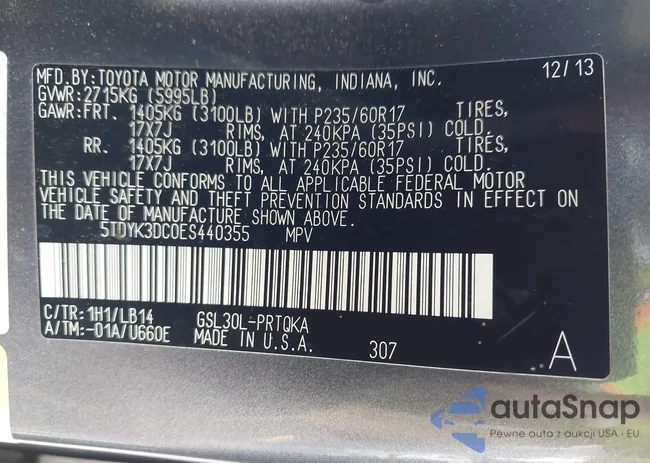 MFD.BY:TOYOTA MOTOR MANUFACTURING, INDIANA, INC. 12/13
GVWR:2715KG (5995LB)
GAWR:FRT. 1405KG (3100LB) WITH P235/60R17 TIRES,
17X7J RIMS, AT 240KPA (35PSI) COLD.
RR. 1405KG (3100LB) WITH P235/60R17 TIRES,
17X7J RIMS, AT 240KPA (35PSI) COLD.
THIS VEHICLE CONFORMS TO ALL APPLICABLE FEDERAL MOTOR
VEHICLE SAFETY AND THEFT PREVENTION STANDARDS IN EFFECT ON
THE DATE OF MANUFACTURE SHOWN ABOVE.
5TDYK3DC0ES440355 MPV
C/TR:1H1/LB14 GSL30L-PRTQKA
A/TM:-01A/U660E MADE IN U.S.A. 307 A
autaSnap
Pewne auta z aukcji USA i EU